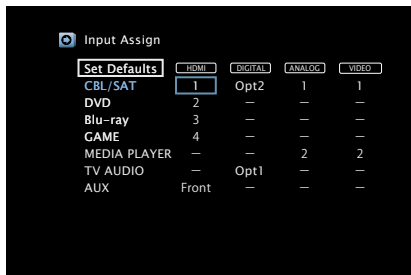 Input Assign
Set Defaults HDMI DIGITAL ANALOG VIDEO
CBL/SAT 1 Opt2 1 1
DVD 2 – – –
Blu-ray 3 – – –
GAME 4 – – –
MEDIA PLAYER – – 2 2
TV AUDIO – Opt1 – –
AUX Front – – –